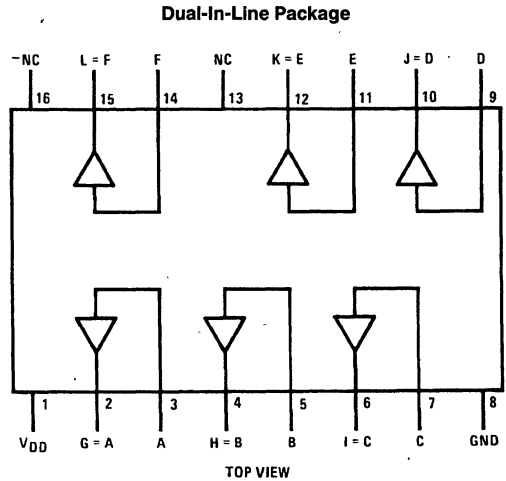 Dual-In-Line Package
NC L = F F NC K = E E J = D D
16 15 14 13 12 11 10 9
1 2 3 4 5 6 7 8
VDD G = A A H = B B I = C C GND
TOP VIEW